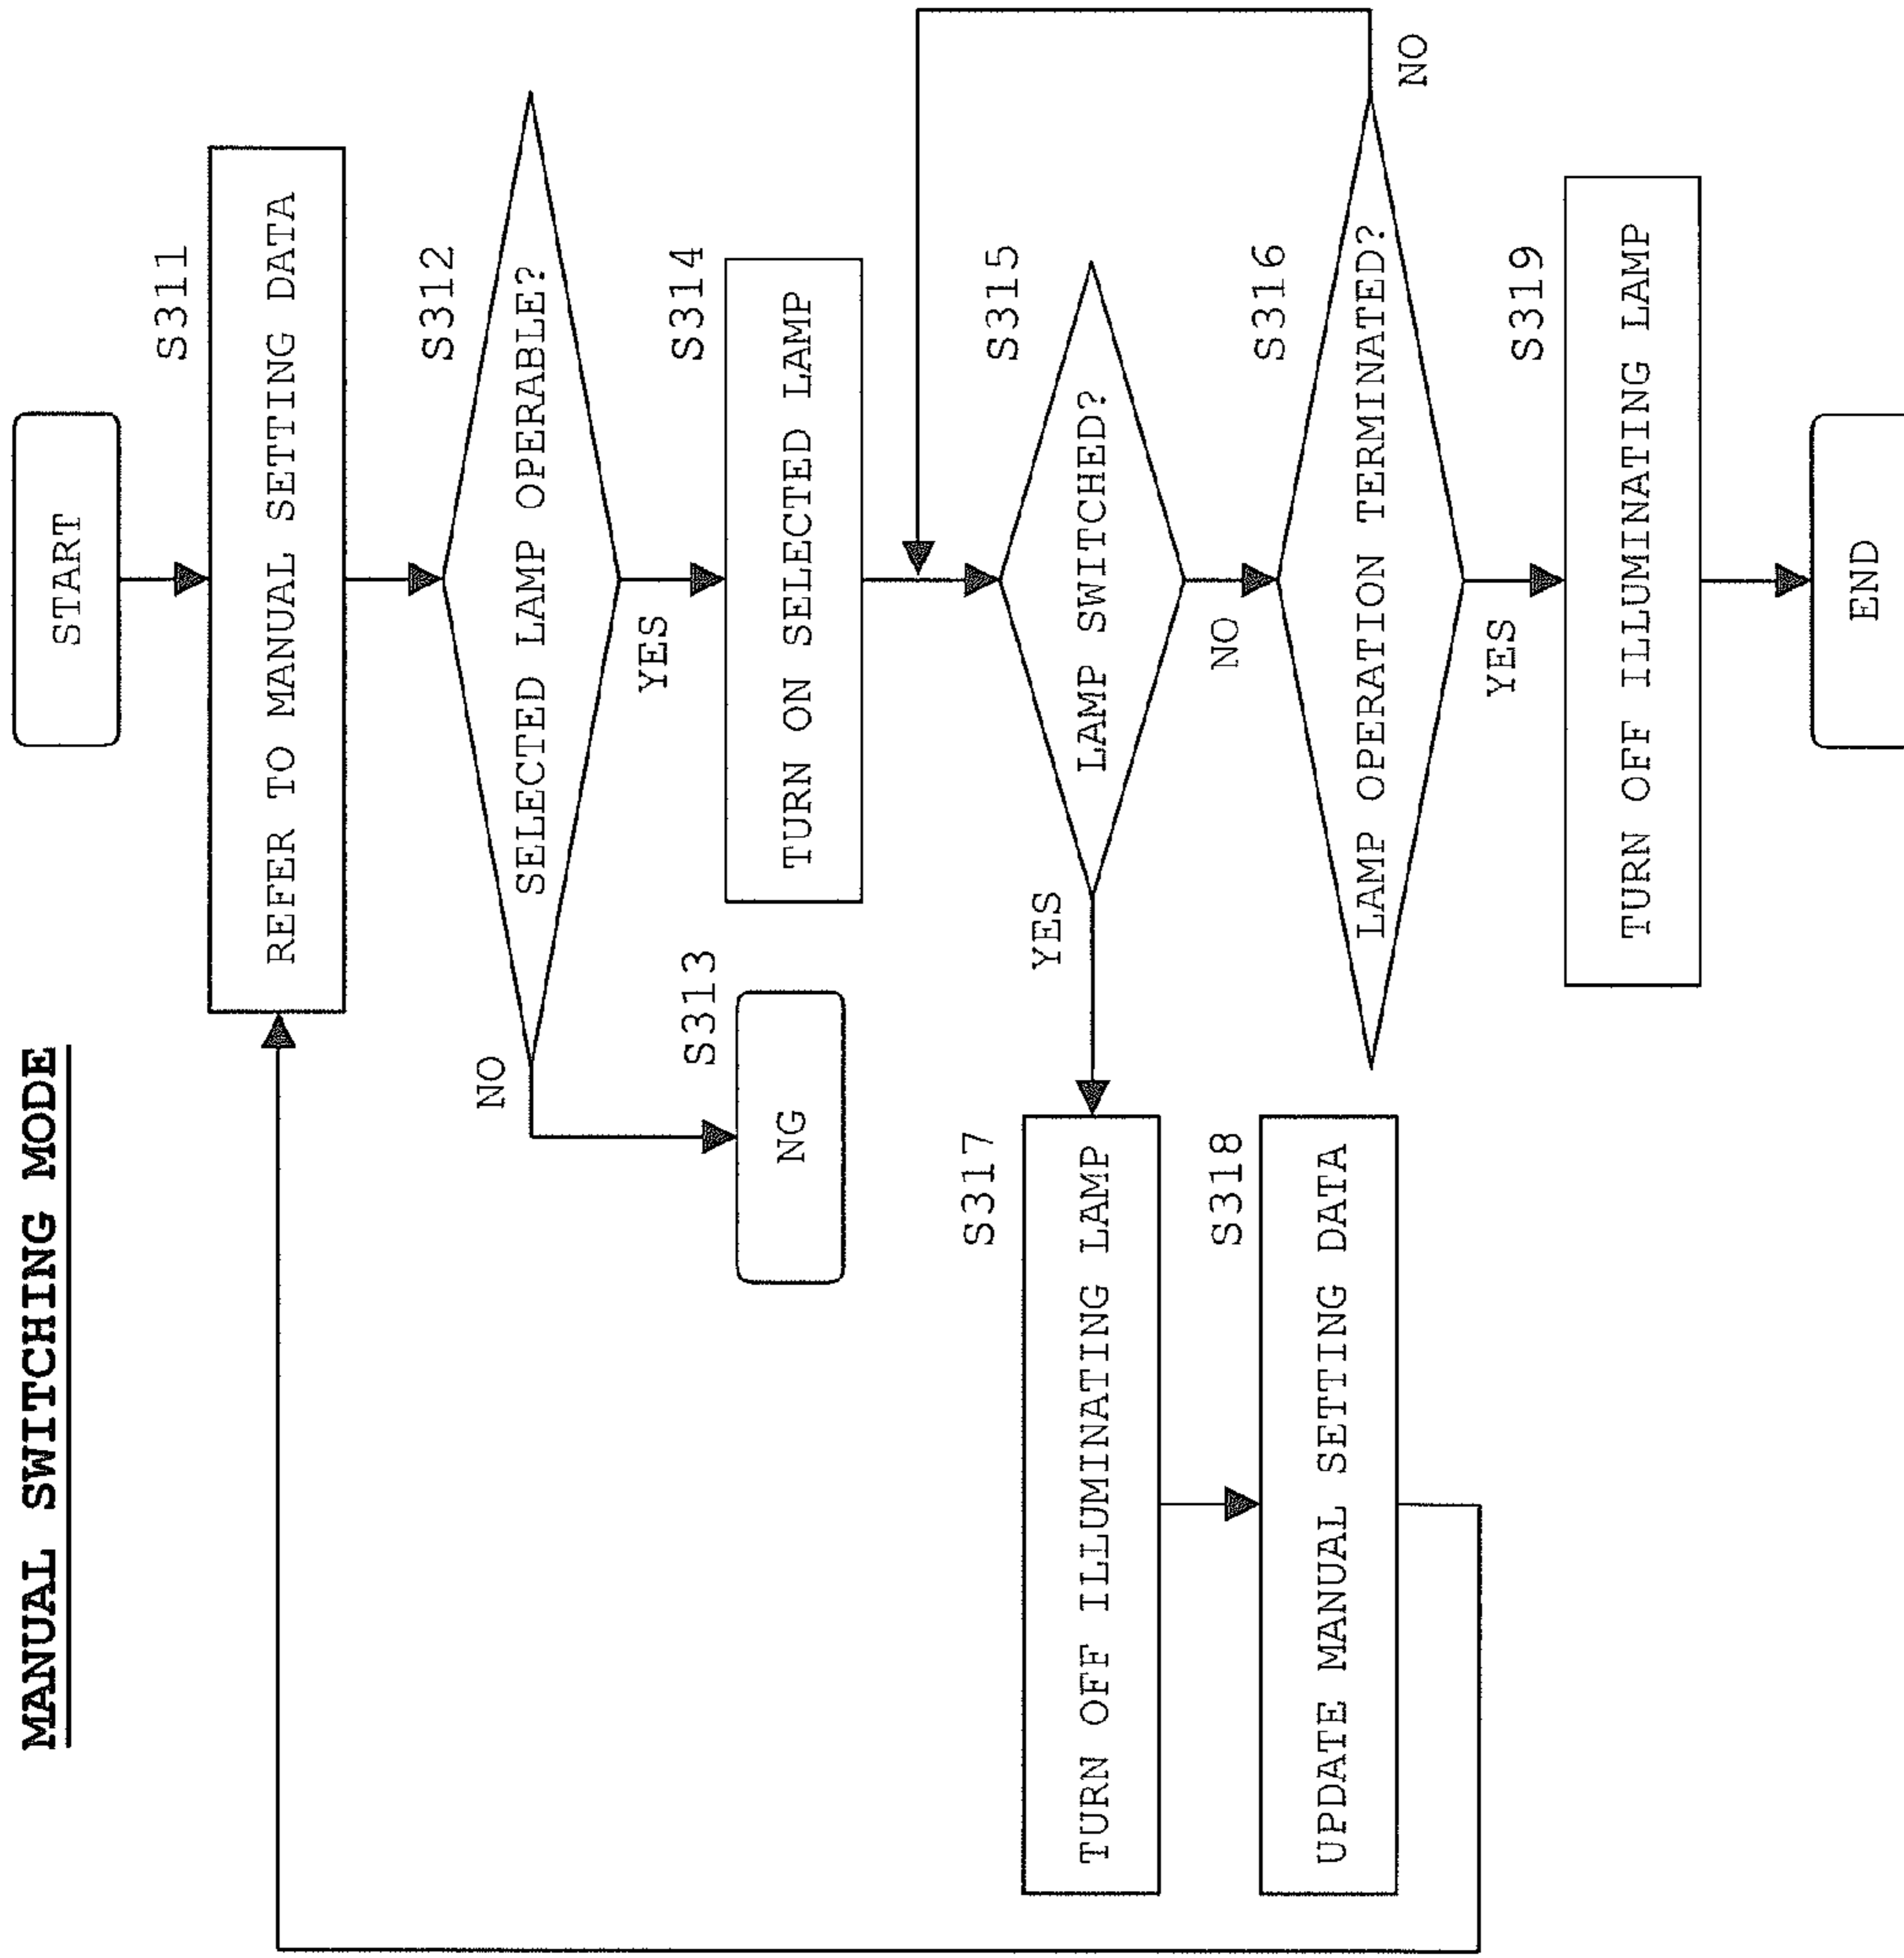 MANUAL SWITCHING MODE
START
S311
REFER TO MANUAL SETTING DATA
S312
SELECTED LAMP OPERABLE?
NO
YES
S313
NG
S314
TURN ON SELECTED LAMP
S315
LAMP SWITCHED?
YES
NO
S316
LAMP OPERATION TERMINATED?
NO
YES
S317
TURN OFF ILLUMINATING LAMP
S318
UPDATE MANUAL SETTING DATA
S319
TURN OFF ILLUMINATING LAMP
END